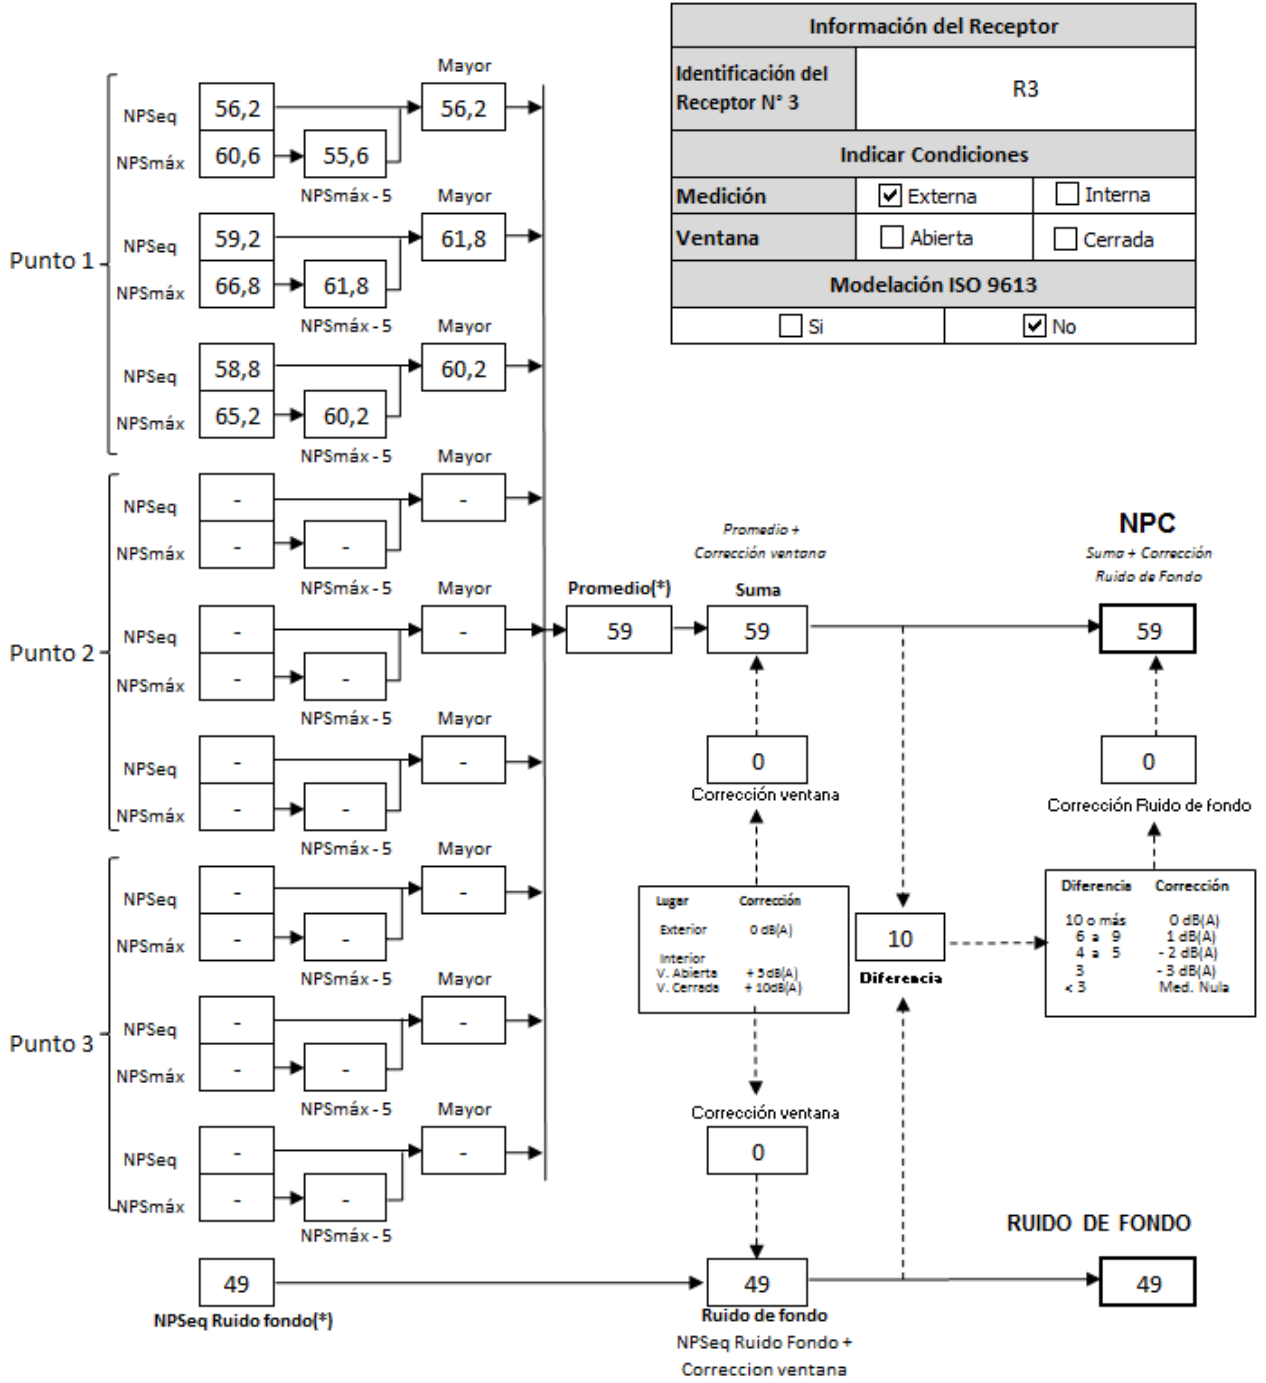 Información del Receptor
Identificación del
Receptor N° 3
R3
Indicar Condiciones
Medición
Externa
Interna
Ventana
Abierta
Cerrada
Modelación ISO 9613
Si
No
Punto 1
NPSeq
56,2
Mayor
56,2
NPSmáx
60,6
55,6
NPSmáx - 5
NPSeq
59,2
Mayor
61,8
NPSmáx
66,8
61,8
NPSmáx - 5
NPSeq
58,8
Mayor
60,2
NPSmáx
65,2
60,2
NPSmáx - 5
Punto 2
NPSeq
-
Mayor
-
NPSmáx
-
-
NPSmáx - 5
NPSeq
-
Mayor
-
NPSmáx
-
-
NPSmáx - 5
NPSeq
-
Mayor
-
NPSmáx
-
-
NPSmáx - 5
Punto 3
NPSeq
-
Mayor
-
NPSmáx
-
-
NPSmáx - 5
NPSeq
-
Mayor
-
NPSmáx
-
-
NPSmáx - 5
NPSeq
-
Mayor
-
NPSmáx
-
-
NPSmáx - 5
49
NPSeq Ruido fondo(*)
Promedio(*)
59
Promedio +
Corrección ventana
Suma
59
0
Corrección ventana
Lugar Corrección
Exterior 0 dB(A)
Interior
V. Abierta + 5dB(A)
V. Cerrada + 10dB(A)
Corrección ventana
0
49
Ruido de fondo
NPSeq Ruido Fondo +
Correccion ventana
10
Diferencia
NPC
Suma + Corrección
Ruido de Fondo
59
0
Corrección Ruido de fondo
Diferencia Corrección
10 o más 0 dB(A)
6 a 9 1 dB(A)
4 a 5 - 2 dB(A)
3 - 3 dB(A)
< 3 Med. Nula
RUIDO DE FONDO
49